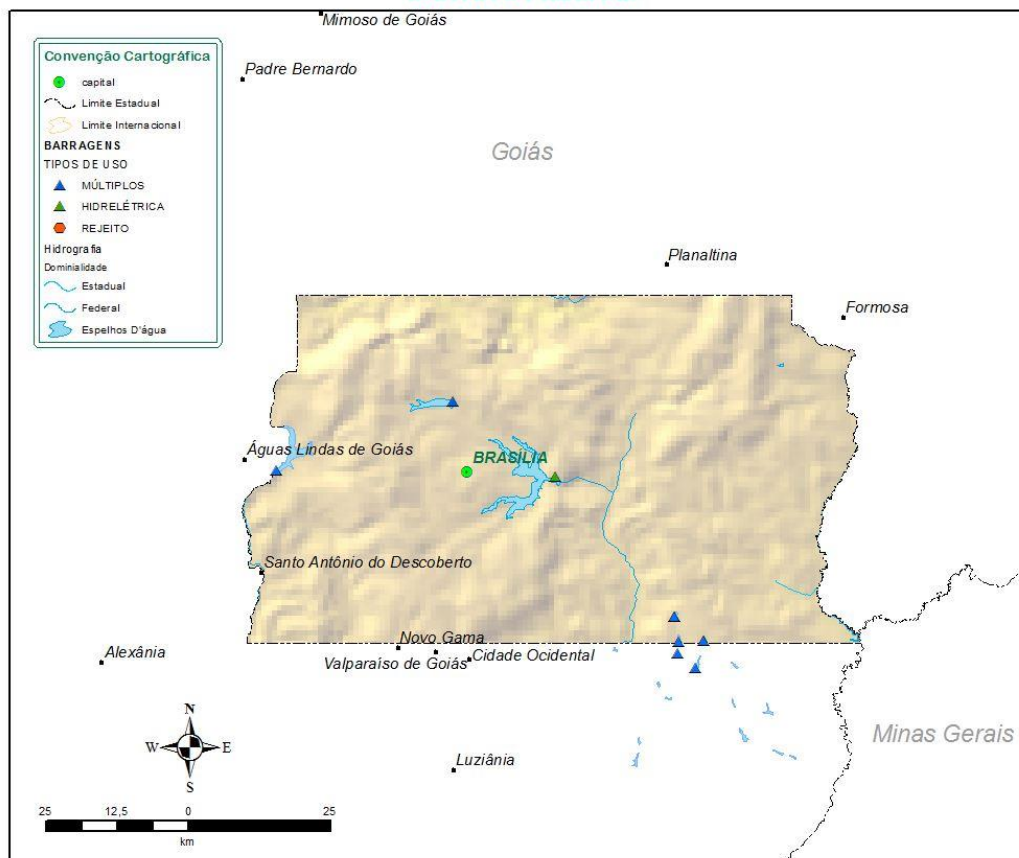 Mimoso de Goiás
Convenção Cartográfica
capital
Limite Estadual
Limite Internacional
BARRAGENS
TIPOS DE USO
MÚLTIPLOS
HIDRELÉTRICA
REJEITO
Hidrografia
Dominialidade
Estadual
Federal
Espelhos D'água
Padre Bernardo
Goiás
Planaltina
Formosa
Águas Lindas de Goiás
BRASÍLIA
Santo Antônio do Descoberto
Novo Gama
Alexânia
Valparaíso de Goiás
Cidade Ocidental
Minas Gerais
N
W
E
S
Luziânia
25 12,5 0 25
km